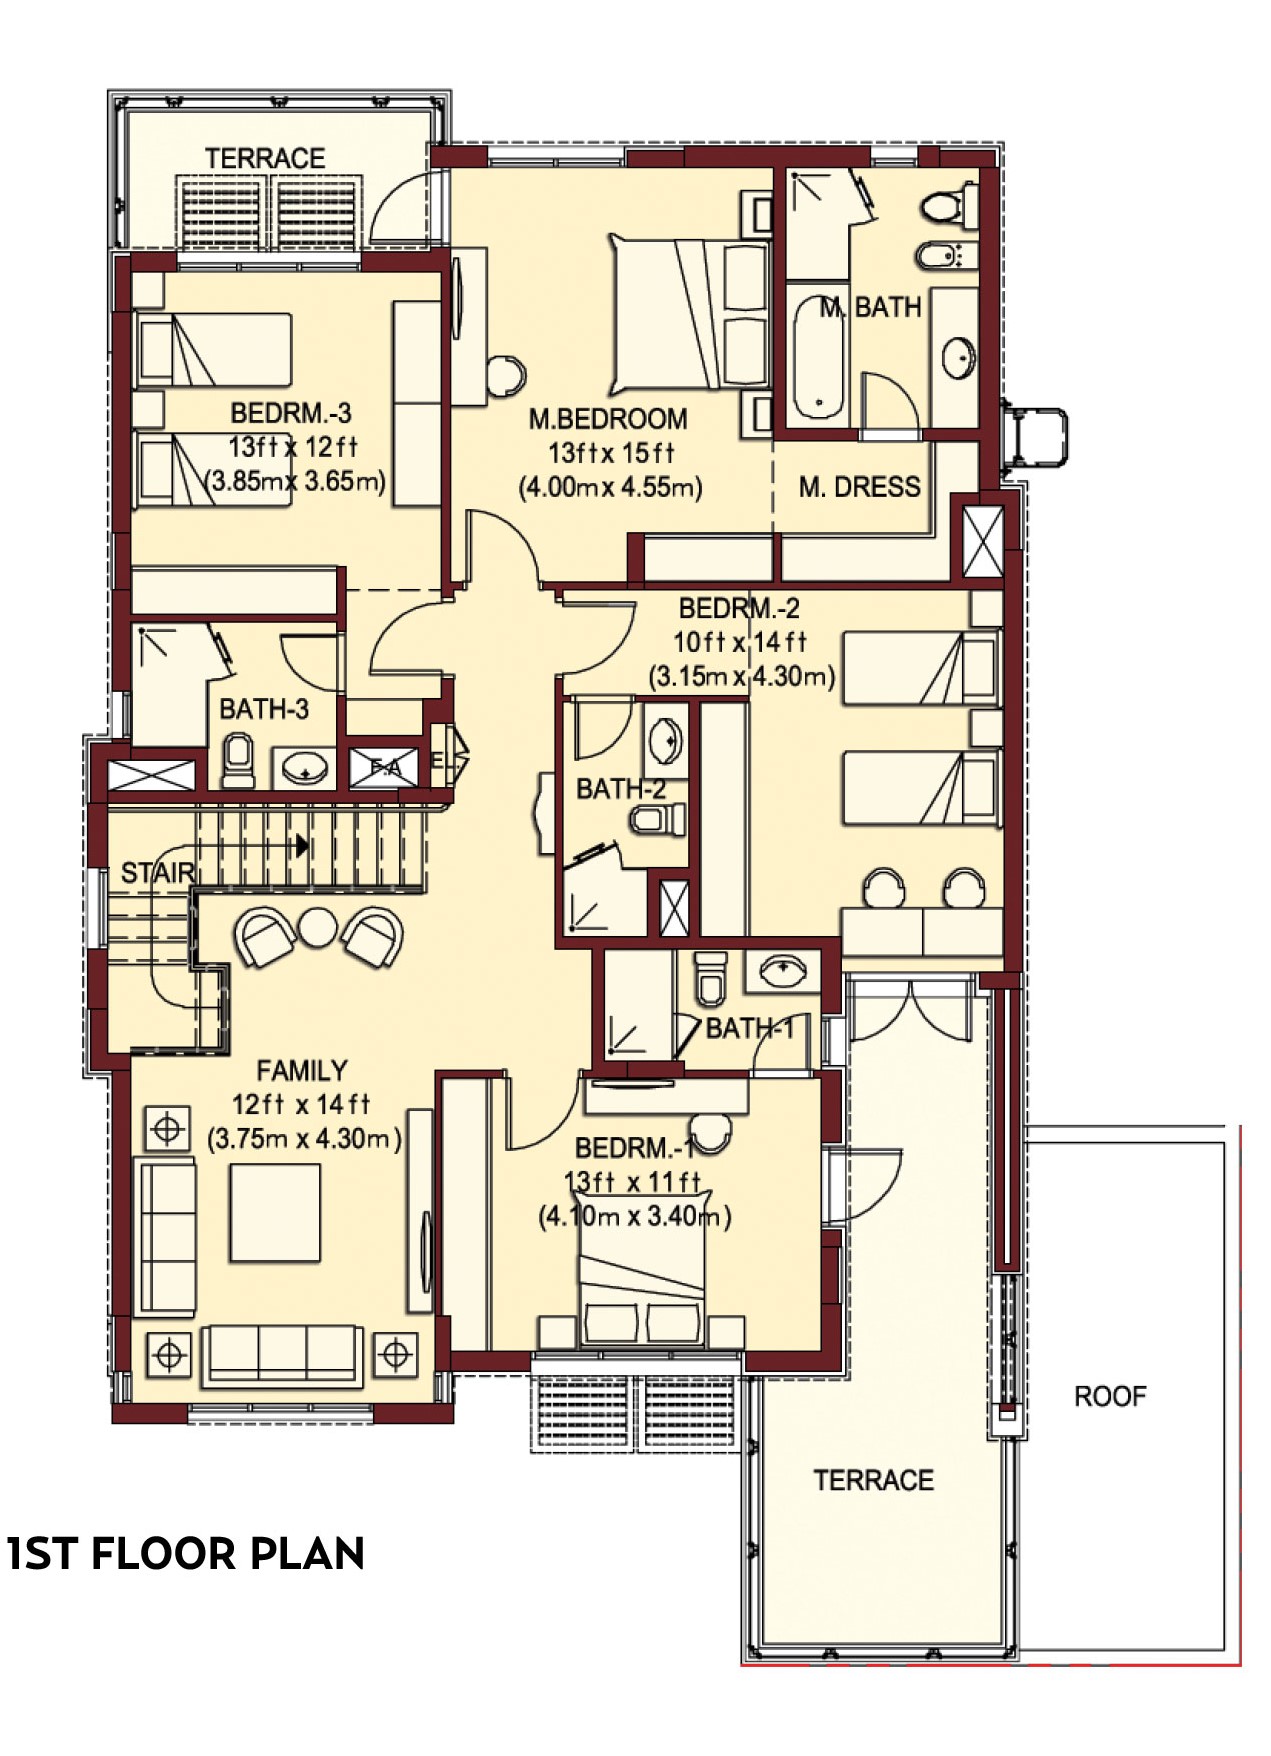 TERRACE
M. BATH
BEDRM.-3
13ft x 12ft
(3.85m x 3.65m)
M.BEDROOM
13ft x 15ft
(4.00m x 4.55m)
M. DRESS
BEDRM.-2
10ft x 14ft
(3.15m x 4.30m)
BATH-3
F.A
EL.
BATH-2
STAIR
BATH-1
FAMILY
12ft x 14ft
(3.75m x 4.30m)
BEDRM.-1
13ft x 11ft
(4.10m x 3.40m)
ROOF
TERRACE
1ST FLOOR PLAN